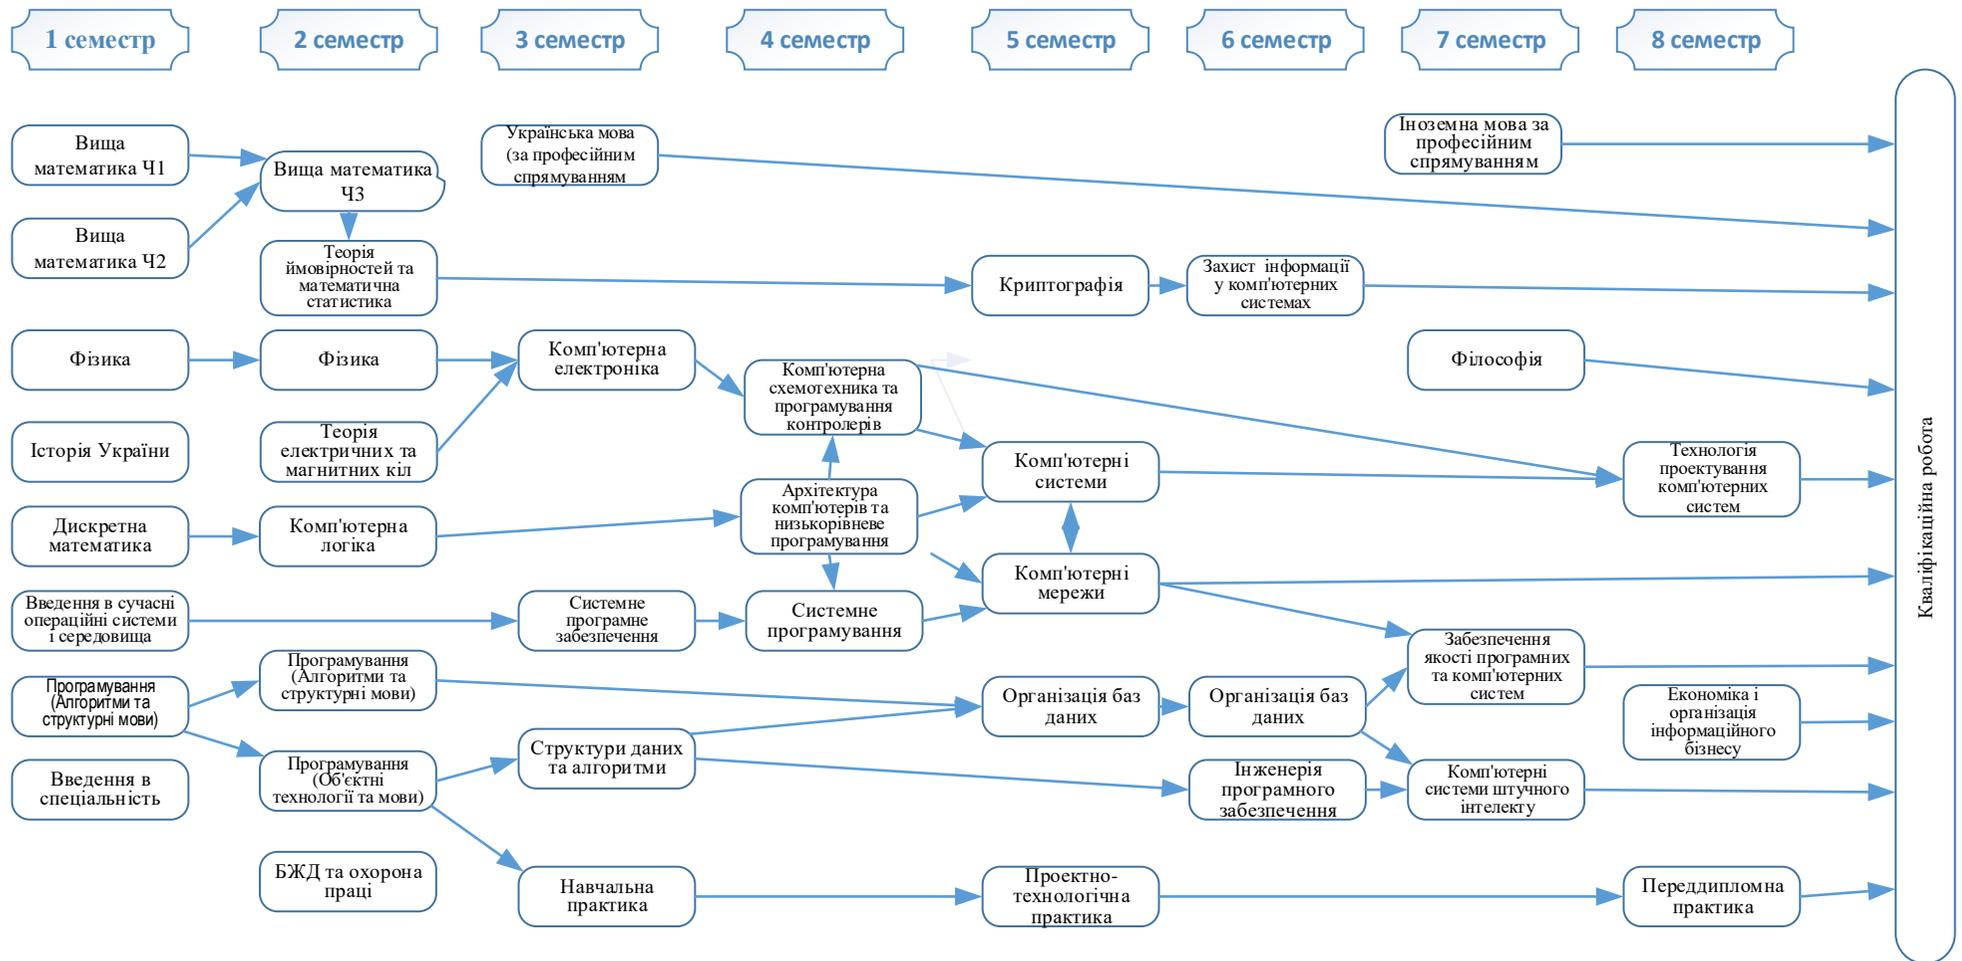 1 семестр
2 семестр
3 семестр
4 семестр
5 семестр
6 семестр
7 семестр
8 семестр
Вища
математика Ч1
Вища
математика Ч2
Фізика
Історія України
Дискретна
математика
Введення в сучасні
операційні системи
і середовища
Програмування
(Алгоритми та
структурні мови)
Введення в
спеціальність
Вища математика
Ч3
Теорія
ймовірностей та
математична
статистика
Фізика
Теорія
електричних та
магнитних кіл
Комп'ютерна
логіка
Програмування
(Алгоритми та
структурні мови)
Програмування
(Об'єктні
технології та мови)
БЖД та охорона
праці
Українська мова
(за професійним
спрямуванням
Комп'ютерна
електроніка
Системне
програмне
забезпечення
Структури даних
та алгоритми
Навчальна
практика
Комп'ютерна
схемотехника та
програмування
контролерів
Архітектура
комп'ютерів та
низькорівневе
програмування
Системне
програмування
Криптографія
Комп'ютерні
системи
Комп'ютерні
мережи
Організація баз
даних
Проектно-
технологічна
практика
Захист інформації
у комп'ютерних
системах
Організація баз
даних
Інженерія
програмного
забезпечення
Іноземна мова за
професійним
спрямуванням
Філософія
Забезпечення
якості програмних
та комп'ютерних
систем
Комп'ютерні
системи штучного
інтелекту
Технологія
проектування
комп'ютерних
систем
Економіка і
організація
інформаційного
бізнесу
Переддипломна
практика
Кваліфікаційна робота